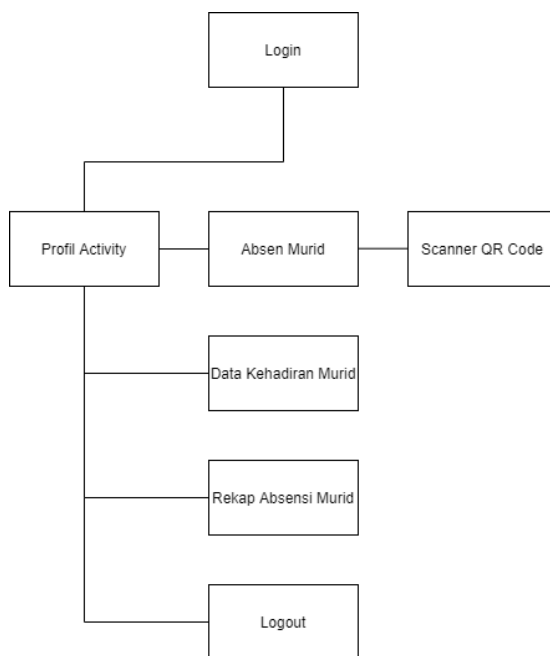 Login
Profil Activity
Absen Murid
Scanner QR Code
Data Kehadiran Murid
Rekap Absensi Murid
Logout